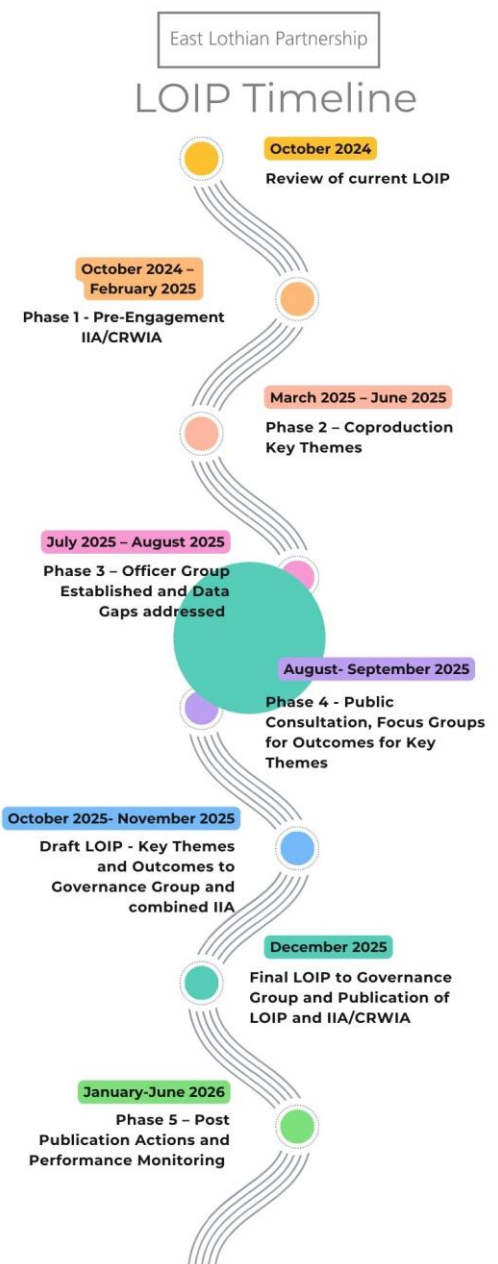 East Lothian Partnership
LOIP Timeline
October 2024
Review of current LOIP
October 2024 –
February 2025
Phase 1 - Pre-Engagement
IIA/CRWIA
March 2025 – June 2025
Phase 2 – Coproduction
Key Themes
July 2025 – August 2025
Phase 3 – Officer Group
Established and Data
Gaps addressed
August- September 2025
Phase 4 - Public
Consultation, Focus Groups
for Outcomes for Key
Themes
October 2025- November 2025
Draft LOIP - Key Themes
and Outcomes to
Governance Group and
combined IIA
December 2025
Final LOIP to Governance
Group and Publication of
LOIP and IIA/CRWIA
January-June 2026
Phase 5 – Post
Publication Actions and
Performance Monitoring